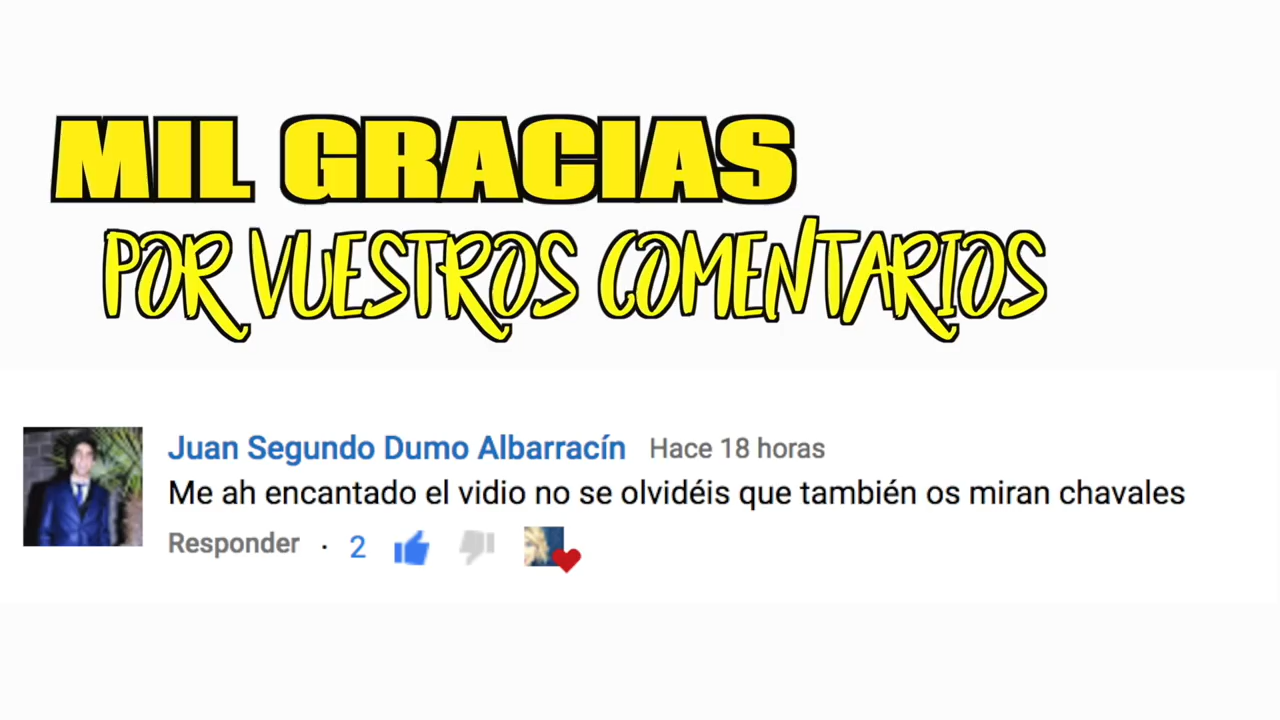 MIL GRACIAS
POR VUESTROS COMENTARIOS
Juan Segundo Dumo Albarracín Hace 18 horas
Me ah encantado el vidio no se olvidéis que también os miran chavales
Responder · 2